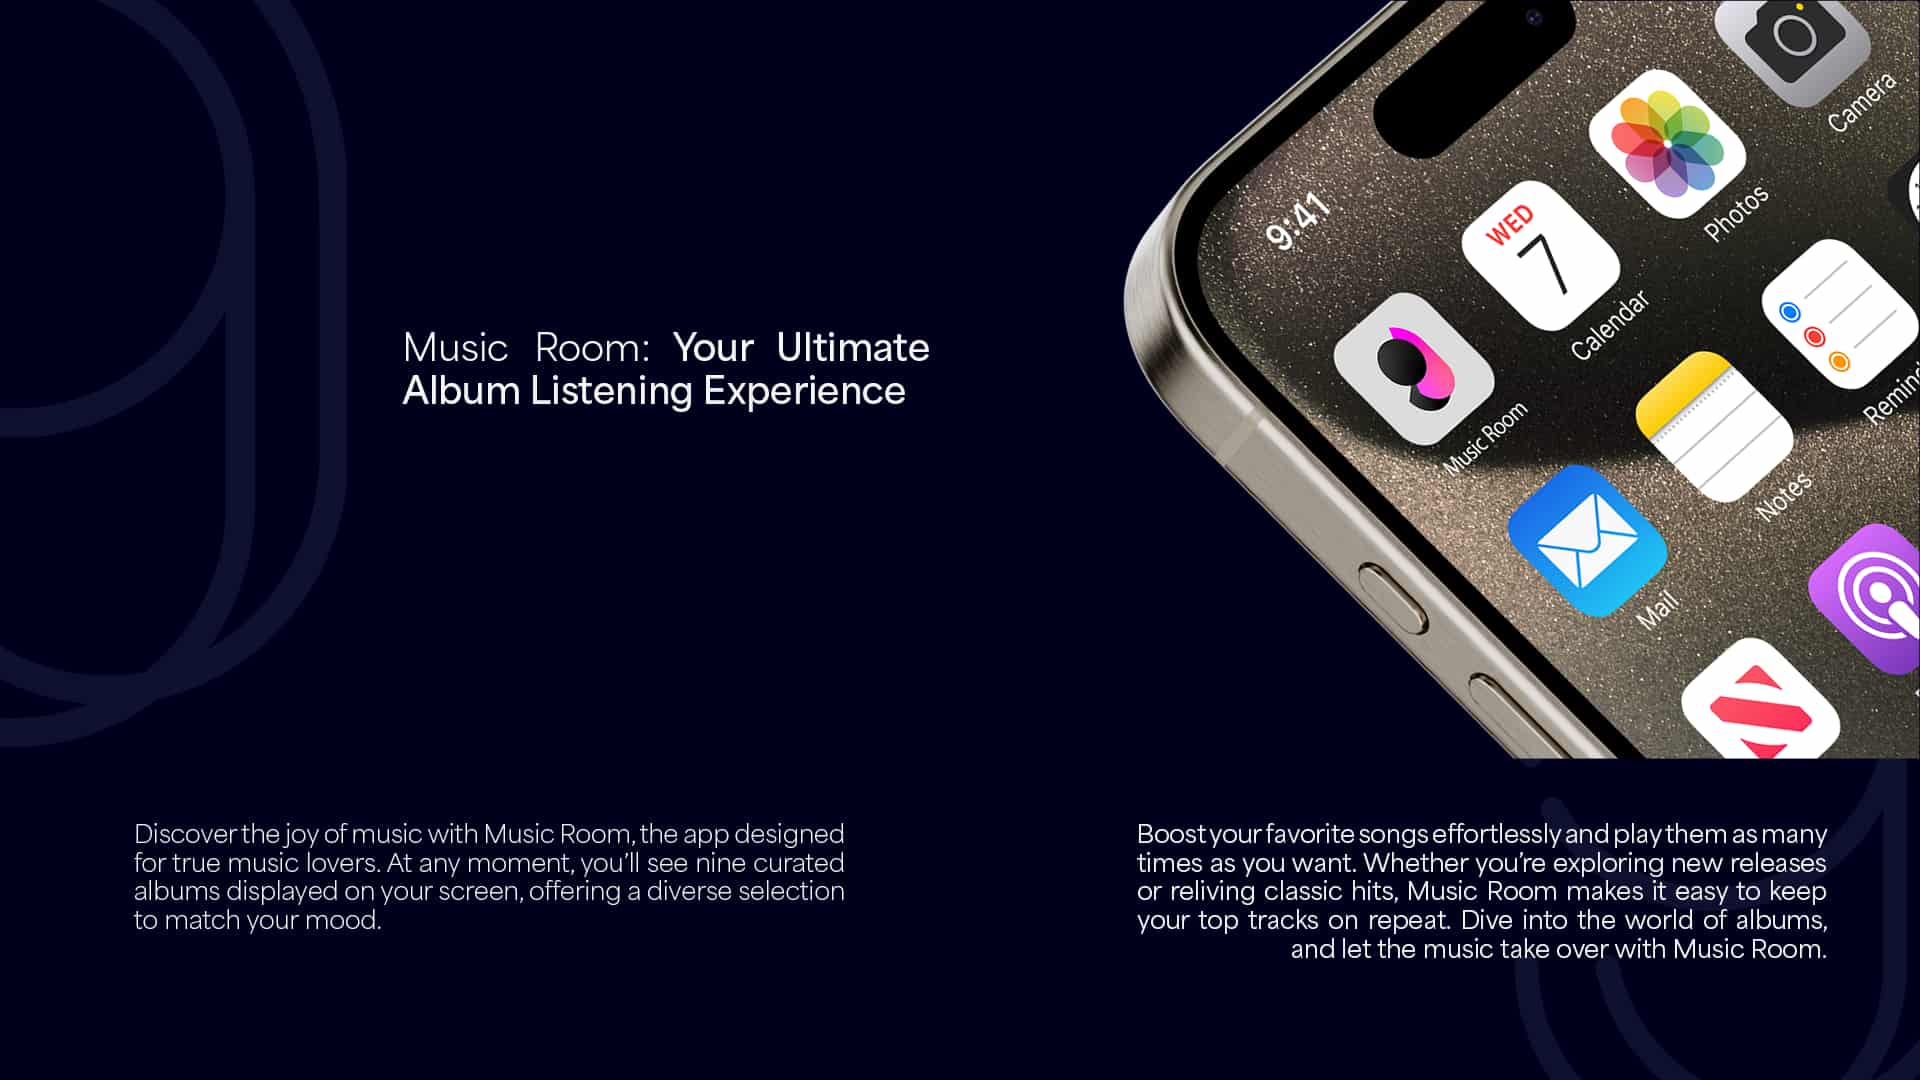 Music Room: Your Ultimate
Album Listening Experience
9:41
Camera
Photos
WED
7
Calendar
Music Room
Notes
Mail
Discover the joy of music with Music Room, the app designed
for true music lovers. At any moment, you’ll see nine curated
albums displayed on your screen, offering a diverse selection
to match your mood.
Boost your favorite songs effortlessly and play them as many
times as you want. Whether you’re exploring new releases
or reliving classic hits, Music Room makes it easy to keep
your top tracks on repeat. Dive into the world of albums,
and let the music take over with Music Room.